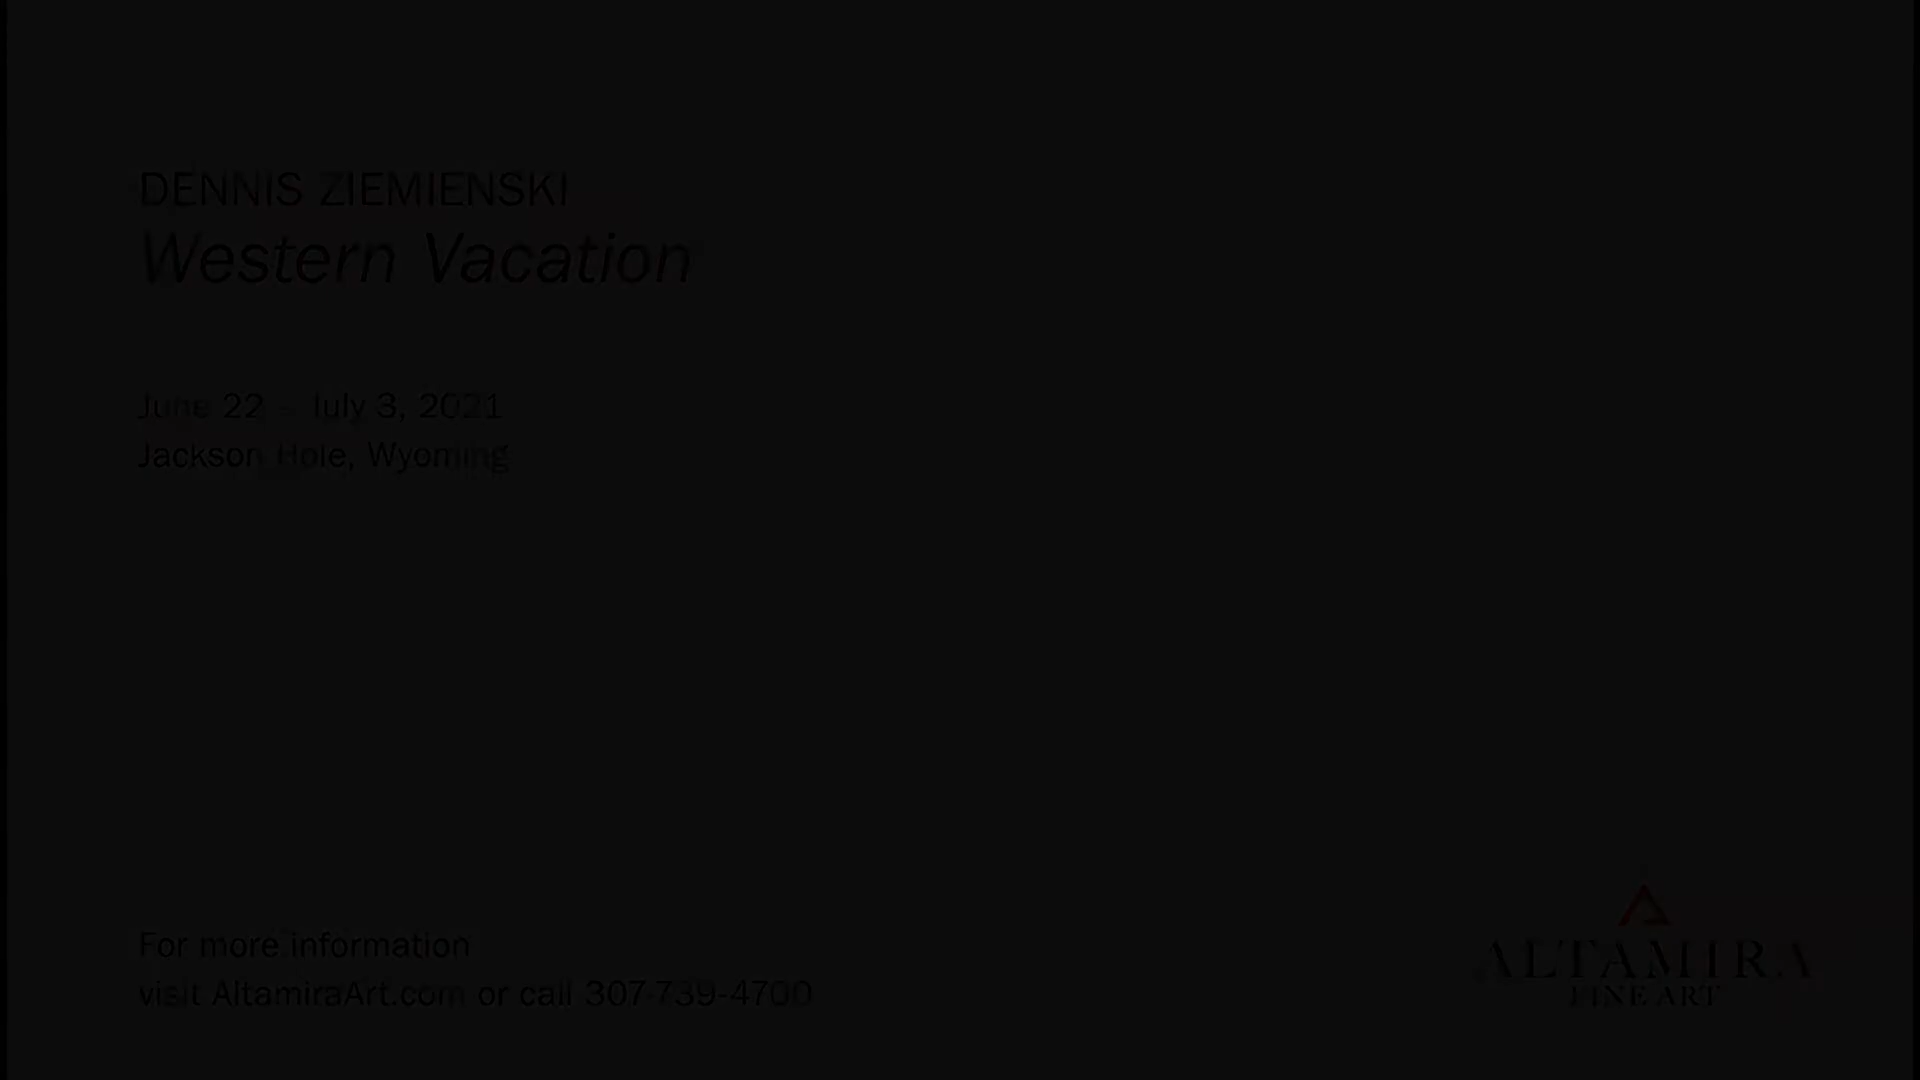 DENNIS ZIEMIENSKI
Western Vacation
June 22 – July 3, 2021
Jackson Hole, Wyoming
For more information
visit AltamiraArt.com or call 307-739-4700
ALTAMIRA
FINE ART